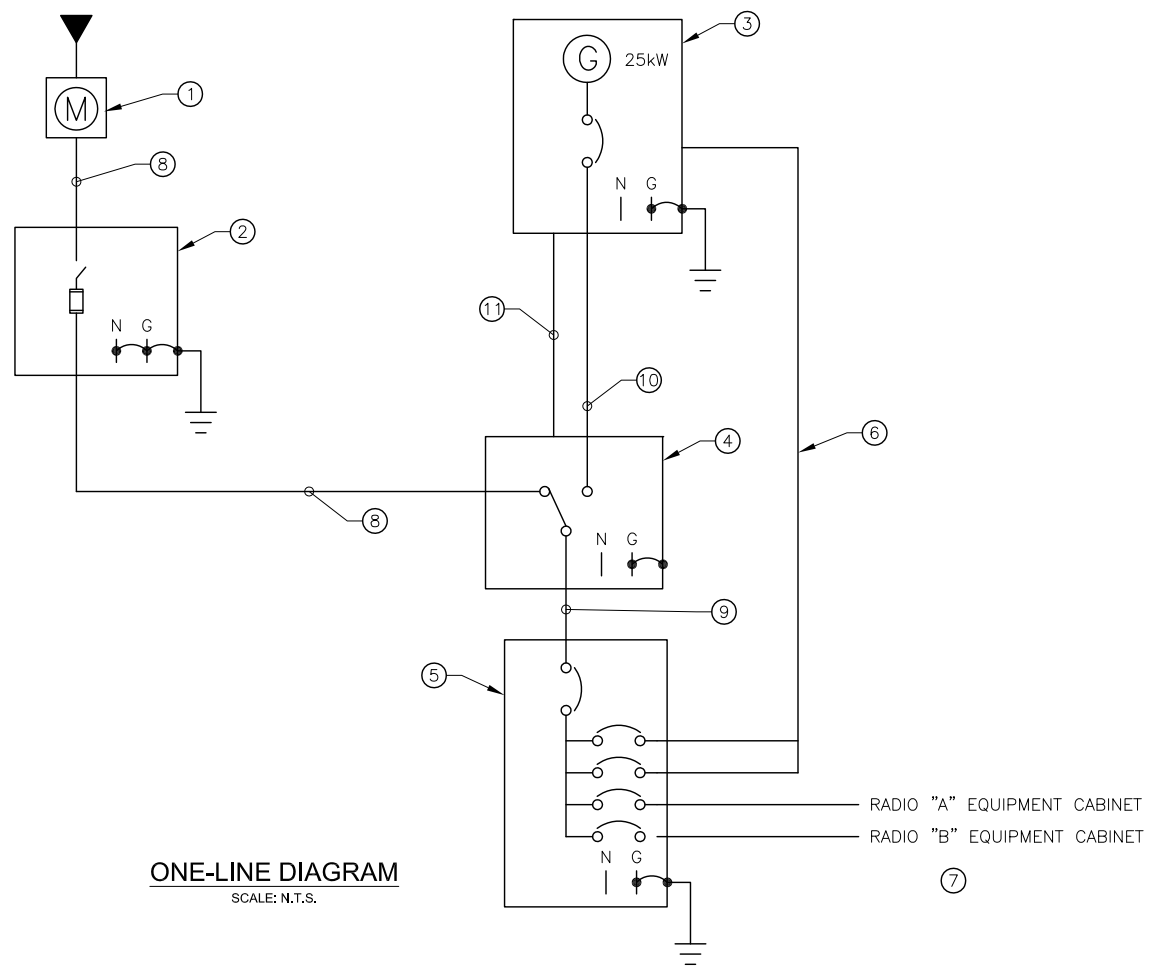 3
G 25kW
M
1
8
N G
2
N G
11
10
4
6
8
N G
9
5
RADIO "A" EQUIPMENT CABINET
RADIO "B" EQUIPMENT CABINET
N G
7
ONE-LINE DIAGRAM
SCALE: N.T.S.